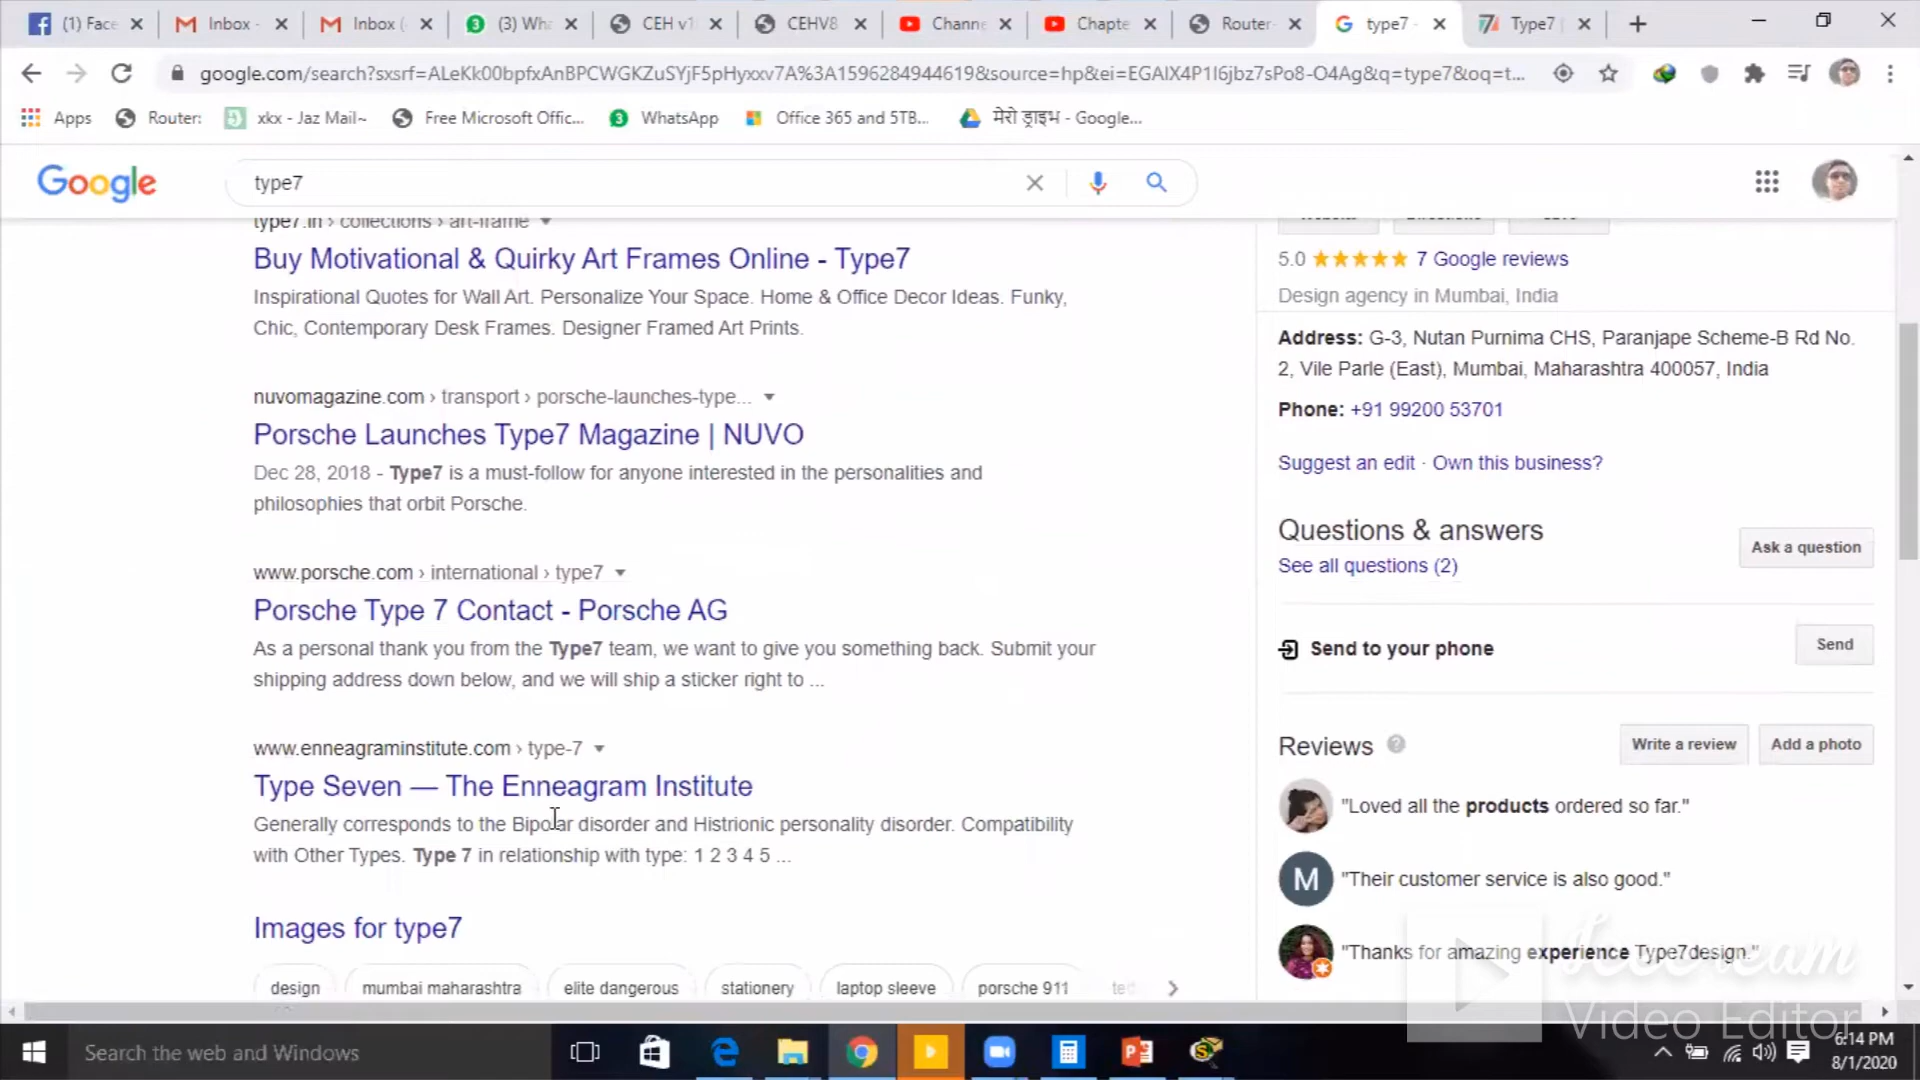 (1) Face
Inbox -
Inbox (
(3) Wha
CEH v1
CEHV8
Channe
Chapte
Router-
type7 -
Type7 |
google.com/search?sxsrf=ALeKk00bpfxAnBPCWGKZuSYjF5pHyxxv7A%3A1596284944619&source=hp&ei=EGAlX4P1I6jbz7sPo8-O4Ag&q=type7&oq=t...
Apps
Router:
xkx - Jaz Mail~
Free Microsoft Offic...
WhatsApp
Office 365 and 5TB...
मेरो ड्राइभ - Google...
Google
type7
type7.in › collections › art-frame
Buy Motivational & Quirky Art Frames Online - Type7
Inspirational Quotes for Wall Art. Personalize Your Space. Home & Office Decor Ideas. Funky,
Chic, Contemporary Desk Frames. Designer Framed Art Prints.
nuvomagazine.com › transport › porsche-launches-type...
Porsche Launches Type7 Magazine | NUVO
Dec 28, 2018 - Type7 is a must-follow for anyone interested in the personalities and
philosophies that orbit Porsche.
www.porsche.com › international › type7
Porsche Type 7 Contact - Porsche AG
As a personal thank you from the Type7 team, we want to give you something back. Submit your
shipping address down below, and we will ship a sticker right to ...
www.enneagraminstitute.com › type-7
Type Seven — The Enneagram Institute
Generally corresponds to the Bipolar disorder and Histrionic personality disorder. Compatibility
with Other Types. Type 7 in relationship with type: 1 2 3 4 5 ...
Images for type7
design
mumbai maharashtra
elite dangerous
stationery
laptop sleeve
porsche 911
5.0
7 Google reviews
Design agency in Mumbai, India
Address: G-3, Nutan Purnima CHS, Paranjape Scheme-B Rd No.
2, Vile Parle (East), Mumbai, Maharashtra 400057, India
Phone: +91 99200 53701
Suggest an edit · Own this business?
Questions & answers
See all questions (2)
Ask a question
Send to your phone
Send
Reviews
Write a review
Add a photo
"Loved all the products ordered so far."
M
"Their customer service is also good."
"Thanks for amazing experience Type7design."
IceCream
Video Editor
Search the web and Windows
6:14 PM
8/1/2020